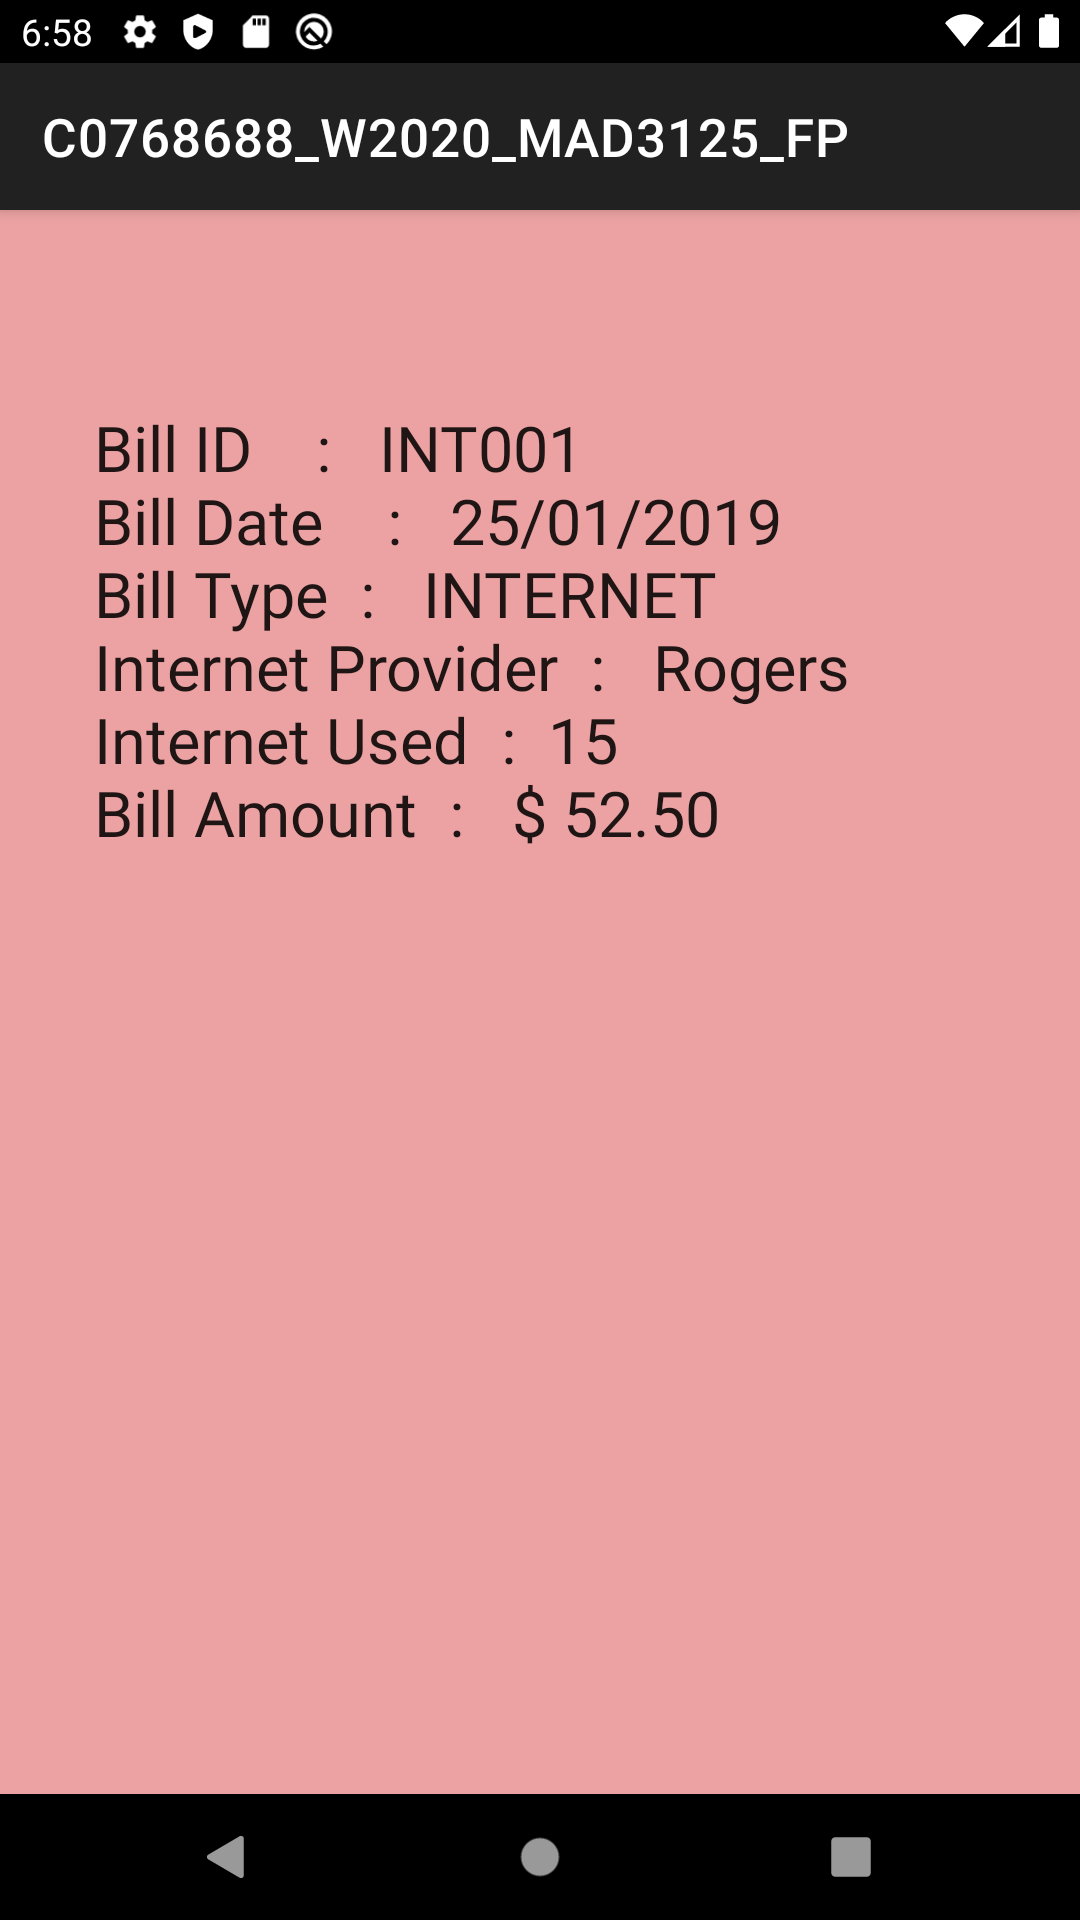 6:58
C0768688_W2020_MAD3125_FP
Bill ID    :   INT001
Bill Date    :   25/01/2019
Bill Type  :   INTERNET
Internet Provider  :   Rogers
Internet Used  :  15
Bill Amount  :   $ 52.50